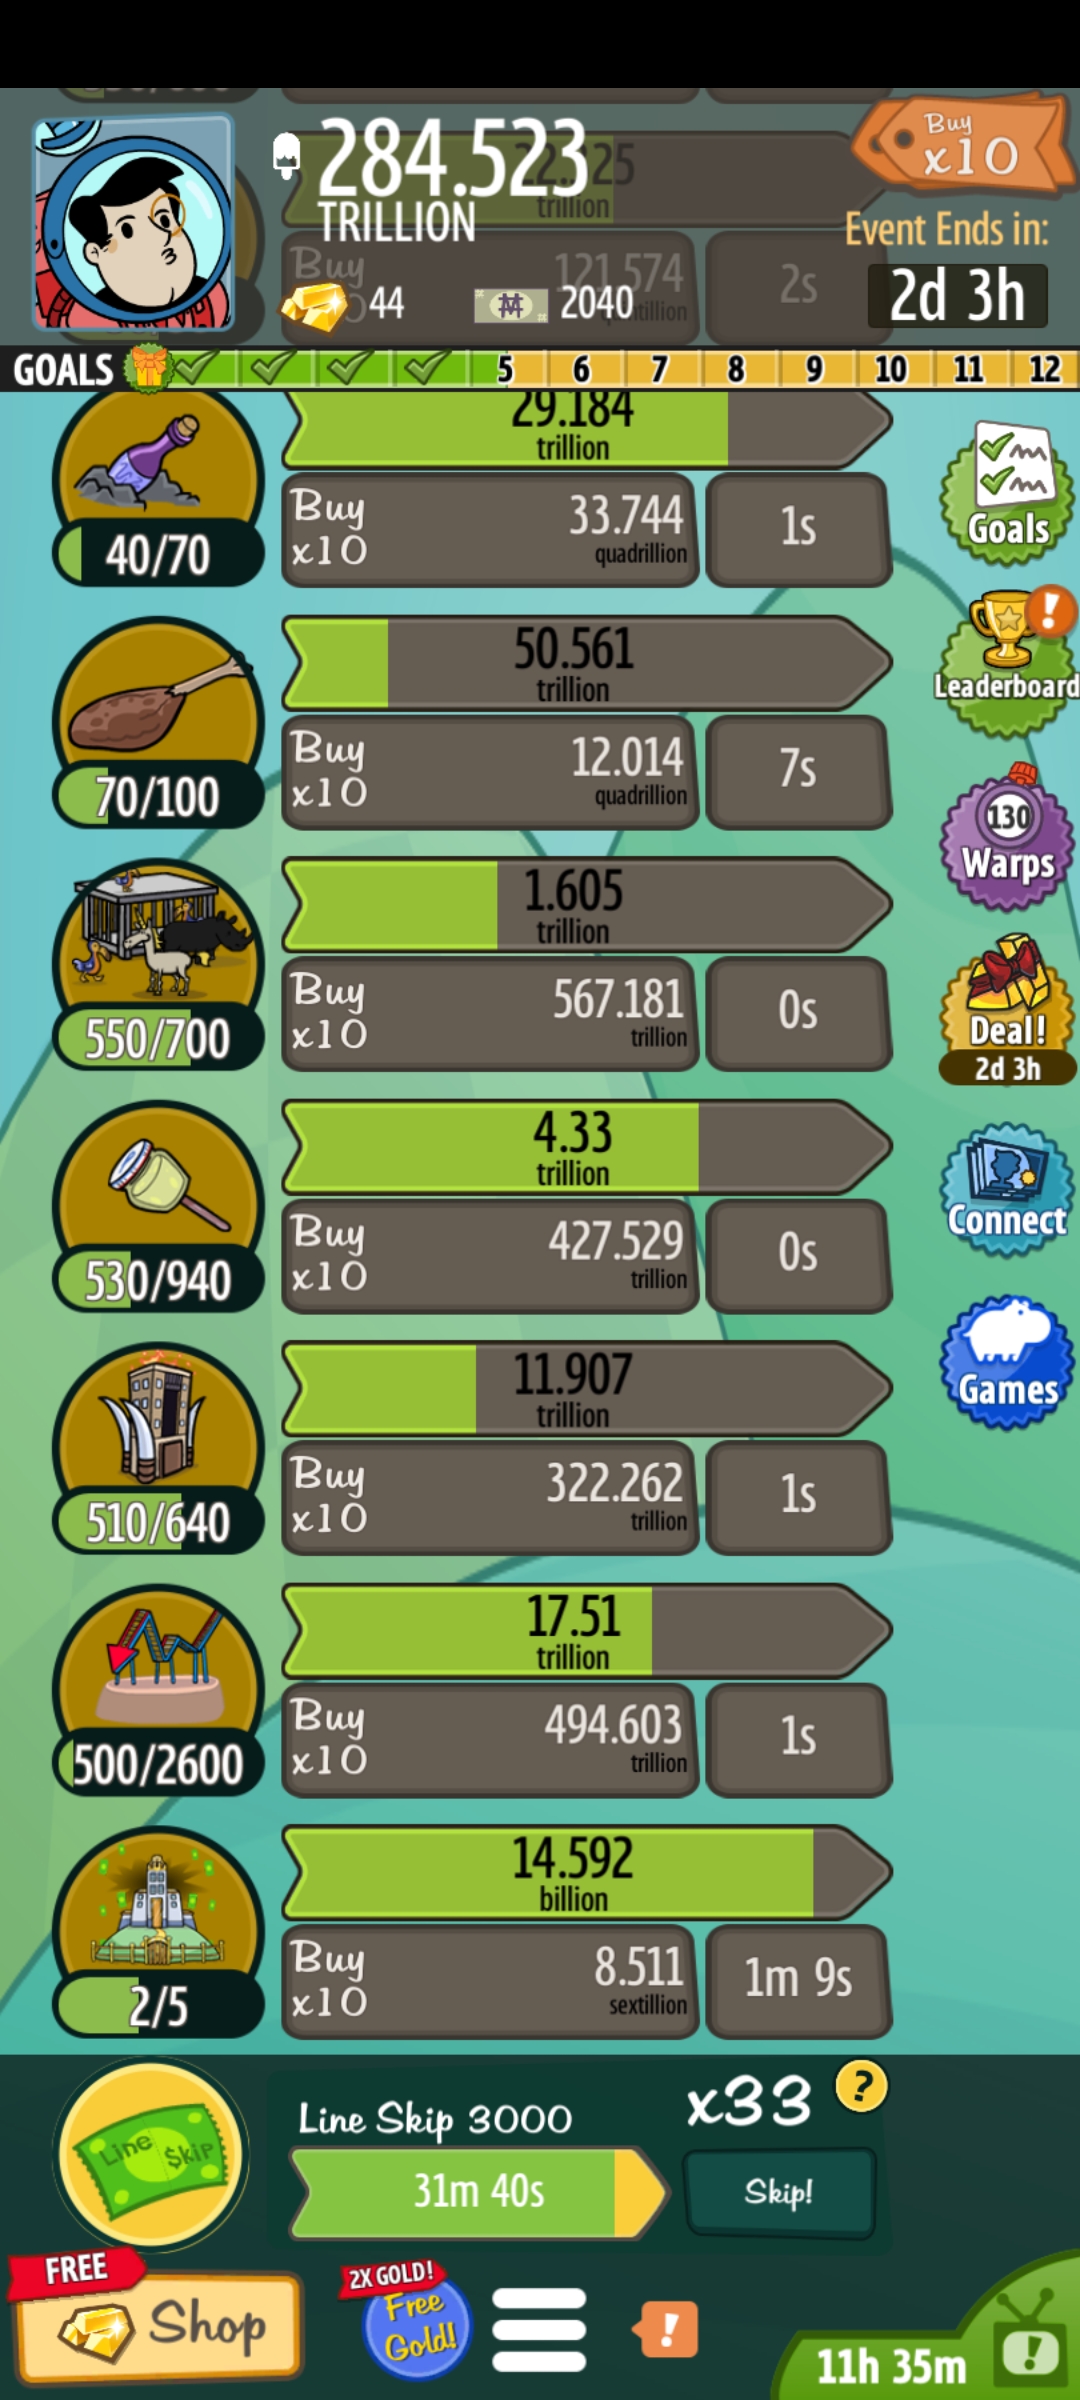 284.523
TRILLION
Buy
x10
Event Ends in:
2d 3h
trillion
Buy
121.574
2s
44
2040
GOALS
5 6 7 8 9 10 11 12
29.184
trillion
40/70
Buy
x10
33.744
quadrillion
1s
Goals
50.561
trillion
70/100
Buy
x10
12.014
quadrillion
7s
Leaderboard
130
Warps
1.605
trillion
550/700
Buy
x10
567.181
trillion
0s
Deal!
2d 3h
4.33
trillion
530/940
Buy
x10
427.529
trillion
0s
Connect
11.907
trillion
510/640
Buy
x10
322.262
trillion
1s
Games
17.51
trillion
500/2600
Buy
x10
494.603
trillion
1s
14.592
billion
2/5
Buy
x10
8.511
sextillion
1m 9s
Line $kip
Line Skip 3000
31m 40s
x33
?
Skip!
FREE
Shop
2X GOLD!
Free
Gold!
!
11h 35m
!